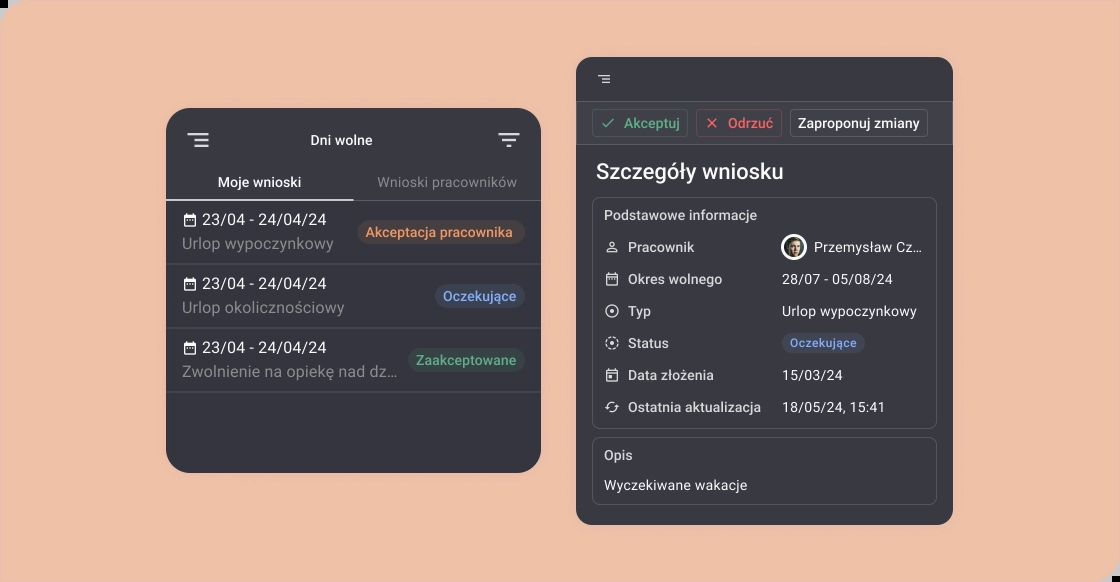 Dni wolne
Moje wnioski
Wnioski pracowników
23/04 - 24/04/24
Urlop wypoczynkowy
Akceptacja pracownika
23/04 - 24/04/24
Urlop okolicznościowy
Oczekujące
23/04 - 24/04/24
Zwolnienie na opiekę nad dz...
Zaakceptowane
Akceptuj
Odrzuć
Zaproponuj zmiany
Szczegóły wniosku
Podstawowe informacje
Pracownik
Przemysław Cz...
Okres wolnego
28/07 - 05/08/24
Typ
Urlop wypoczynkowy
Status
Oczekujące
Data złożenia
15/03/24
Ostatnia aktualizacja
18/05/24, 15:41
Opis
Wyczekiwane wakacje